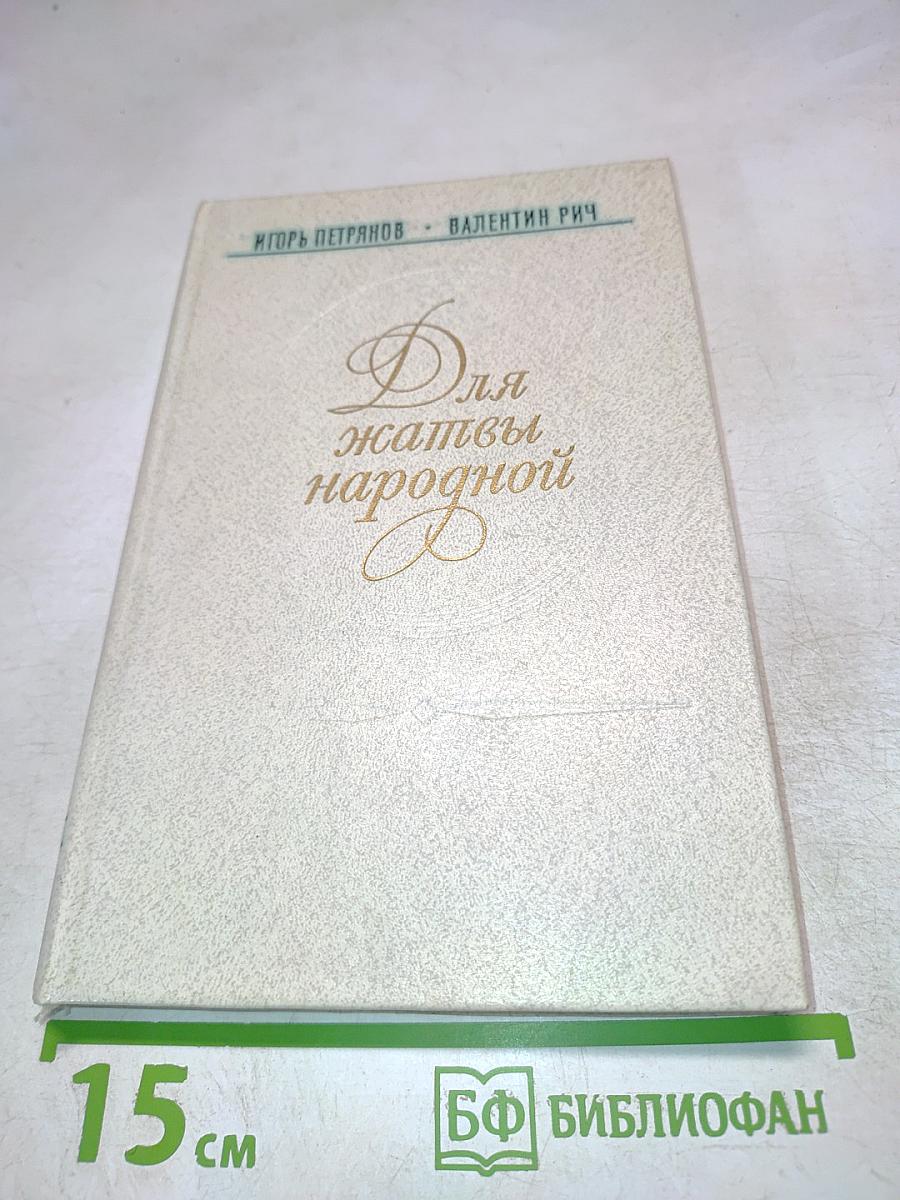 ИГОРЬ ПЕТРЯНОВ · ВАЛЕНТИН РИЧ
Для
жатвы
народной
15 см
БФ БИБЛИОФАН